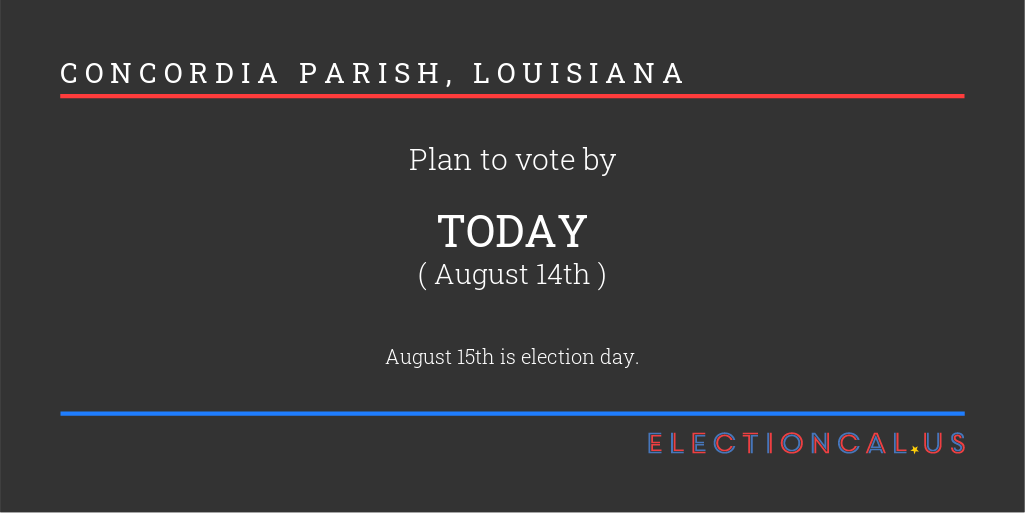 CONCORDIA PARISH, LOUISIANA
Plan to vote by
TODAY
( August 14th )
August 15th is election day.
ELECTIONCAL.US